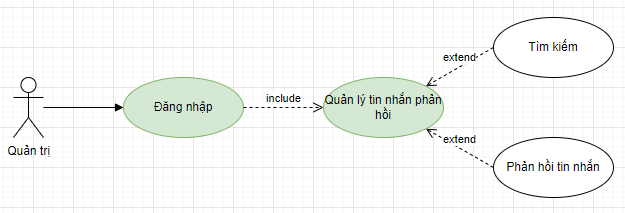 Tìm kiếm
extend
Đăng nhập
include
Quản lý tin nhắn phản
hồi
Quản trị
extend
Phản hồi tin nhắn